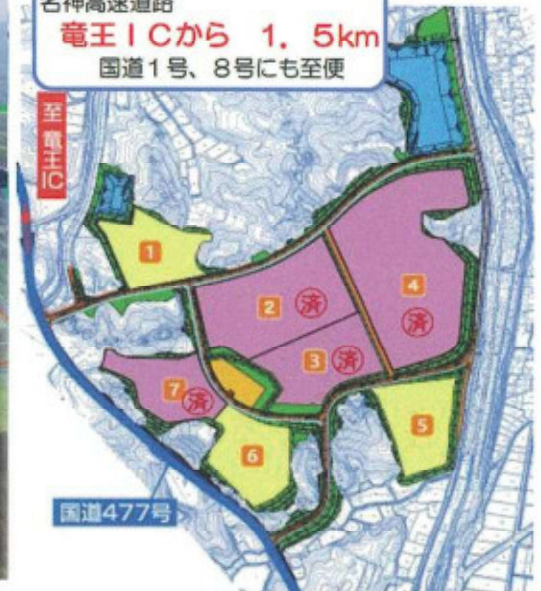 名神高速道路
竜王ICから 1.5km
国道1号、8号にも至便
至 竜王IC
1
2 済
4
済
3 済
7 済
5
6
国道477号